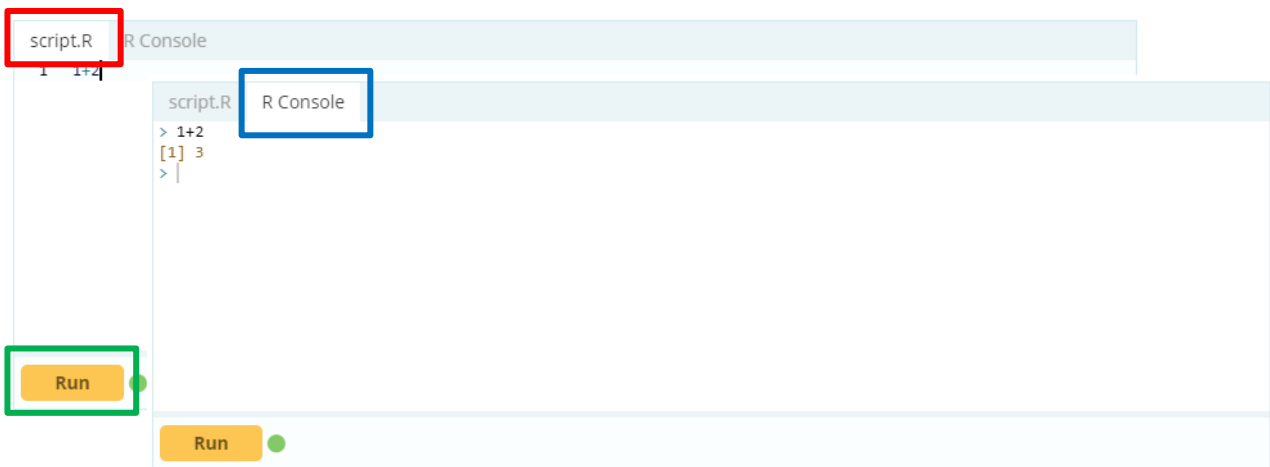 script.R R Console
1 1+2
script.R R Console
> 1+2
[1] 3
>
Run
Run